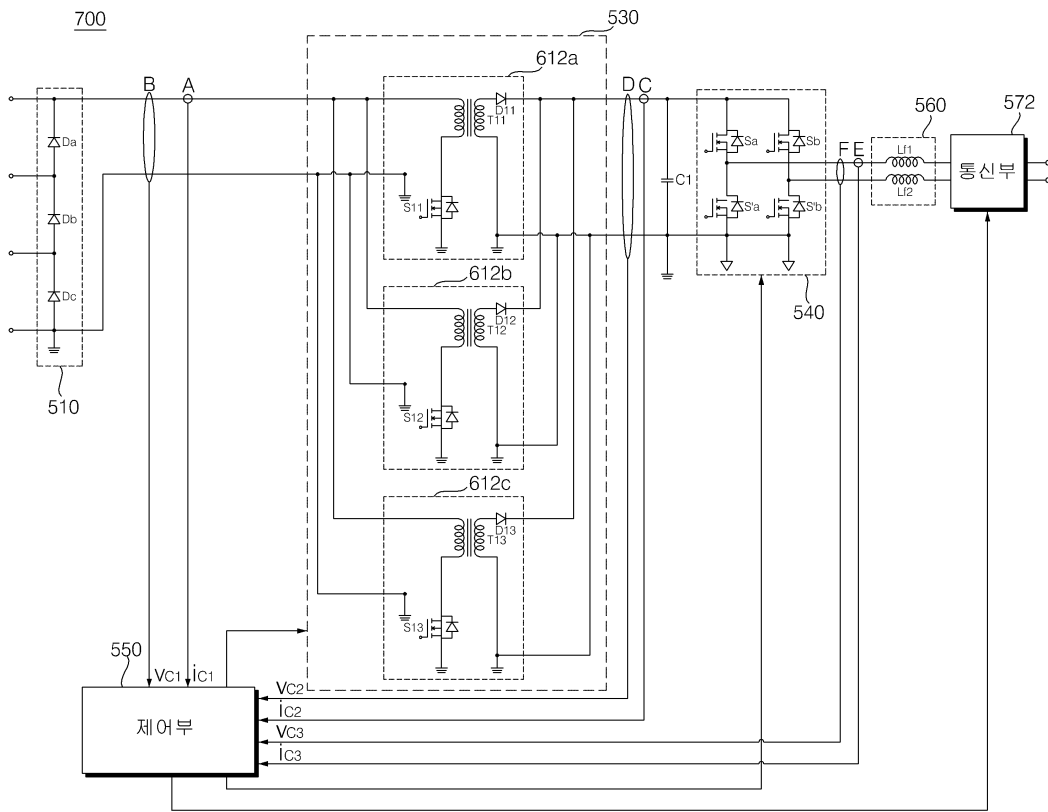 700
530
612a
B
A
D11
T11
D
C
560
572
Da
Sa
Sb
F
E
Lf1
Lf2
통신부
C1
S11
S'a
S'b
Db
612b
540
Dc
D12
T12
510
S12
612c
D13
T13
S13
550
VC1
iC1
VC2
iC2
VC3
iC3
제어부